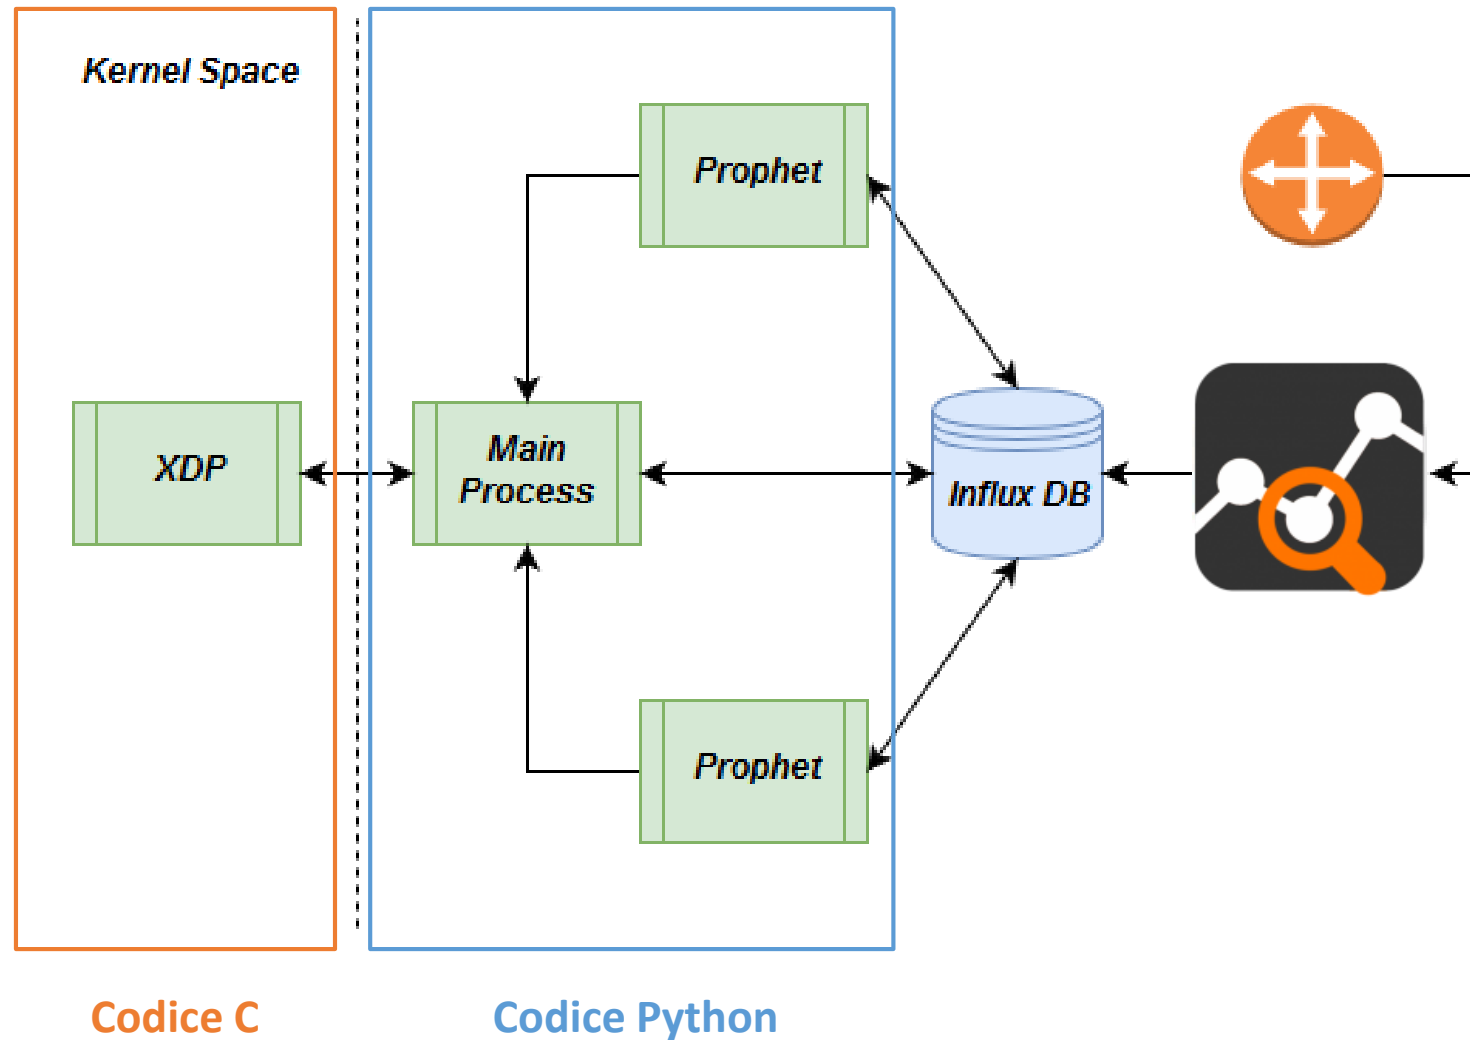 Kernel Space
Prophet
XDP
Main
Process
Influx DB
Prophet
Codice C
Codice Python